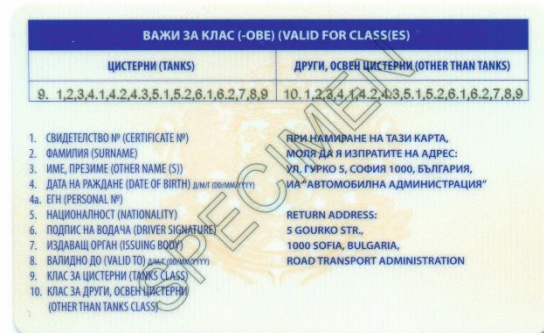 ВАЖИ ЗА КЛАС (-ОВЕ) (VALID FOR CLASS(ES)
ЦИСТЕРНИ (TANKS)
ДРУГИ, ОСВЕН ЦИСТЕРНИ (OTHER THAN TANKS)
9. 1,2,3,4.1,4.2,4.3,5.1,5.2,6.1,6.2,7,8,9
10. 1,2,3,4.1,4.2,4.3,5.1,5.2,6.1,6.2,7,8,9
1. СВИДЕТЕЛСТВО № (CERTIFICATE №)
2. ФАМИЛИЯ (SURNAME)
3. ИМЕ, ПРЕЗИМЕ (OTHER NAME (S))
4. ДАТА НА РАЖДАНЕ (DATE OF BIRTH) Д/М/Г (DD/MM/YYYY)
4a. ЕГН (PERSONAL №)
5. НАЦИОНАЛНОСТ (NATIONALITY)
6. ПОДПИС НА ВОДАЧА (DRIVER SIGNATURE)
7. ИЗДАВАЩ ОРГАН (ISSUING BODY)
8. ВАЛИДНО ДО (VALID TO) Д/М/Г (DD/MM/YYYY)
9. КЛАС ЗА ЦИСТЕРНИ (TANKS CLASS)
10. КЛАС ЗА ДРУГИ, ОСВЕН ЦИСТЕРНИ
(OTHER THAN TANKS CLASS)
ПРИ НАМИРАНЕ НА ТАЗИ КАРТА,
МОЛЯ ДА Я ИЗПРАТИТЕ НА АДРЕС:
УЛ. ГУРКО 5, СОФИЯ 1000, БЪЛГАРИЯ,
ИА "АВТОМОБИЛНА АДМИНИСТРАЦИЯ"
RETURN ADDRESS:
5 GOURKO STR.,
1000 SOFIA, BULGARIA,
ROAD TRANSPORT ADMINISTRATION
SPECIMEN